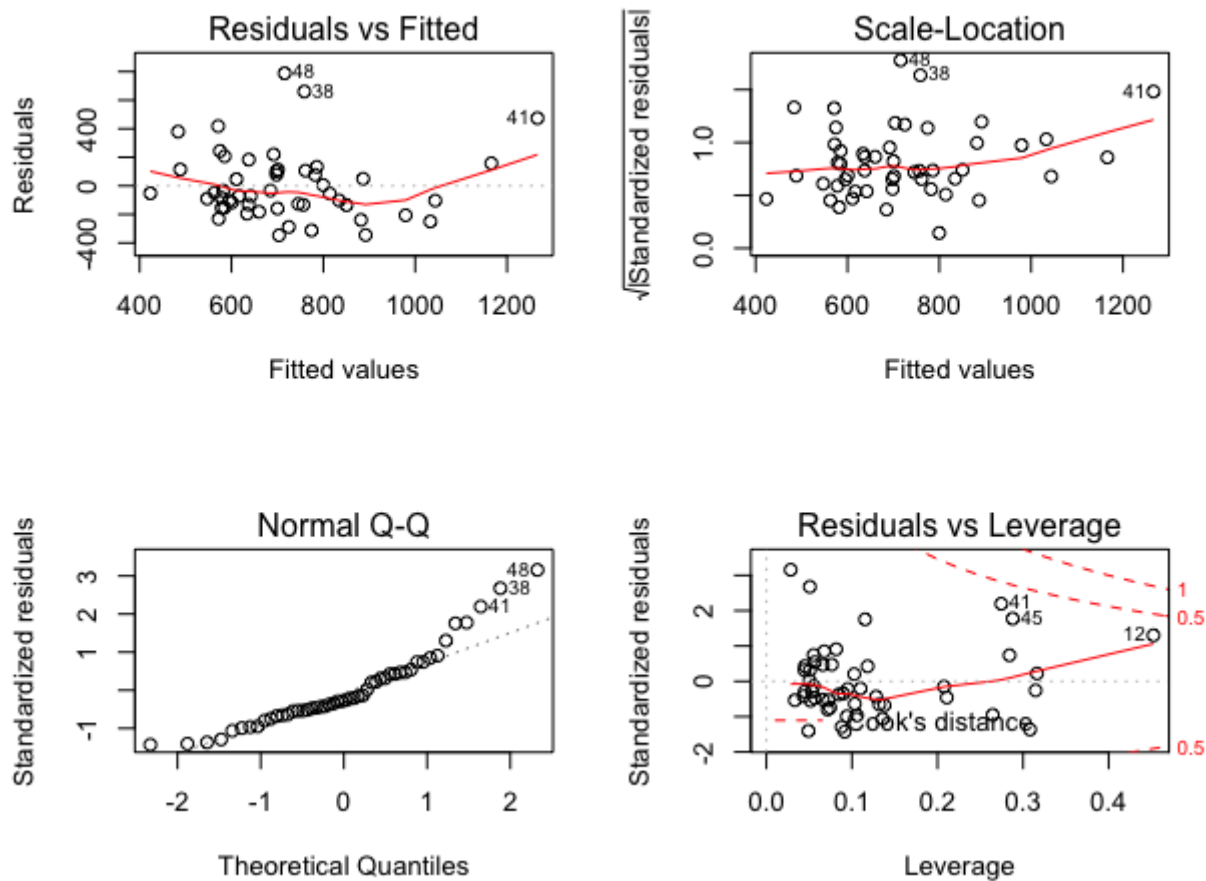 Residuals vs Fitted
Residuals
400
0
-400
48
38
41
400 600 800 1000 1200
Fitted values
Scale-Location
√|Standardized residuals|
1.0
0.0
48
38
41
400 600 800 1000 1200
Fitted values
Normal Q-Q
Standardized residuals
3
1
-1
48
38
41
-2 -1 0 1 2
Theoretical Quantiles
Residuals vs Leverage
Standardized residuals
2
0
-2
41
45
12
1
0.5
0.5
Cook's distance
0.0 0.1 0.2 0.3 0.4
Leverage